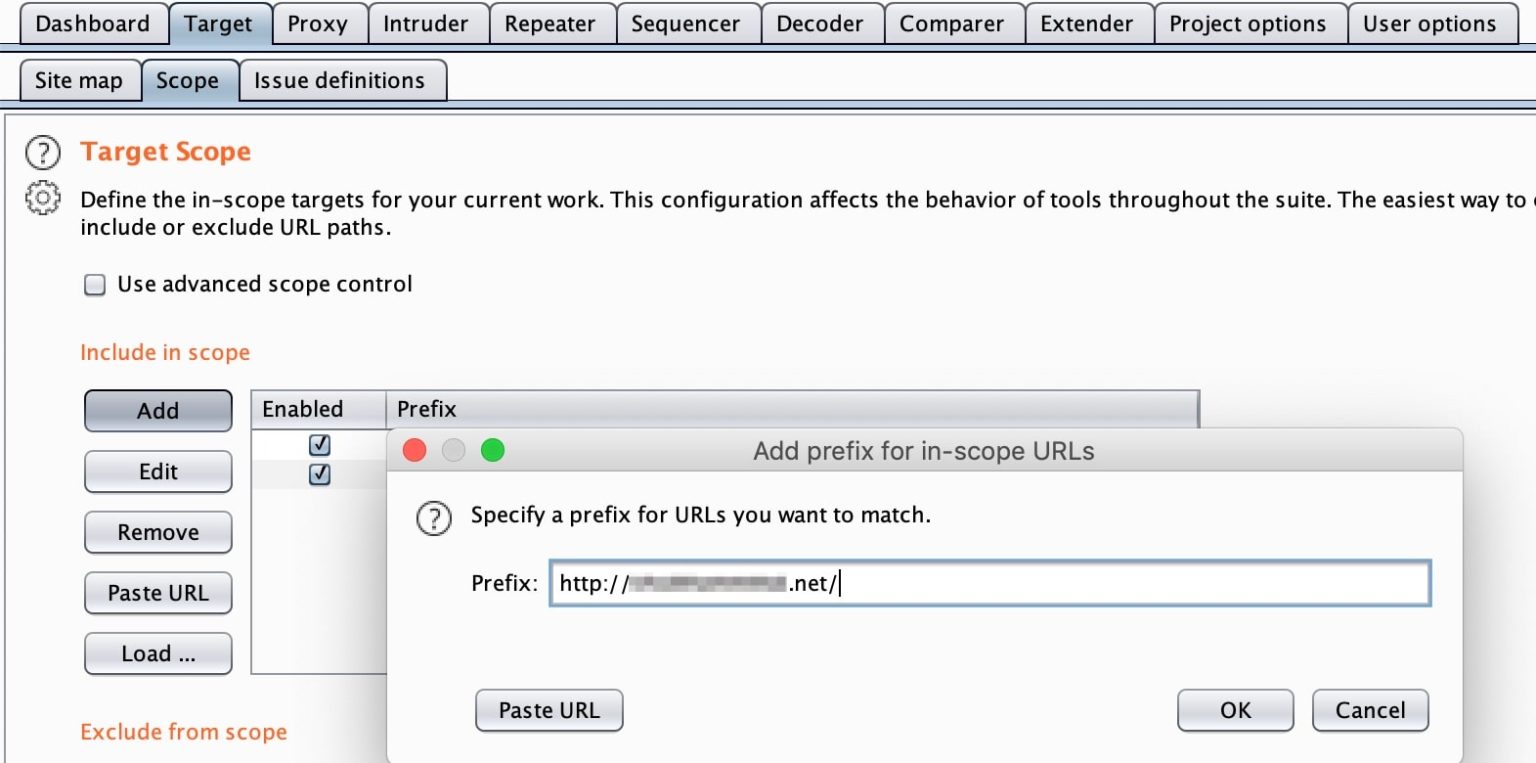 Dashboard Target Proxy Intruder Repeater Sequencer Decoder Comparer Extender Project options User options
Site map Scope Issue definitions
? Target Scope
Define the in-scope targets for your current work. This configuration affects the behavior of tools throughout the suite. The easiest way to
include or exclude URL paths.
Use advanced scope control
Include in scope
Add Enabled Prefix
Add prefix for in-scope URLs
Edit
? Specify a prefix for URLs you want to match.
Remove
Prefix: http:// .net/
Paste URL
Load ...
Paste URL OK Cancel
Exclude from scope